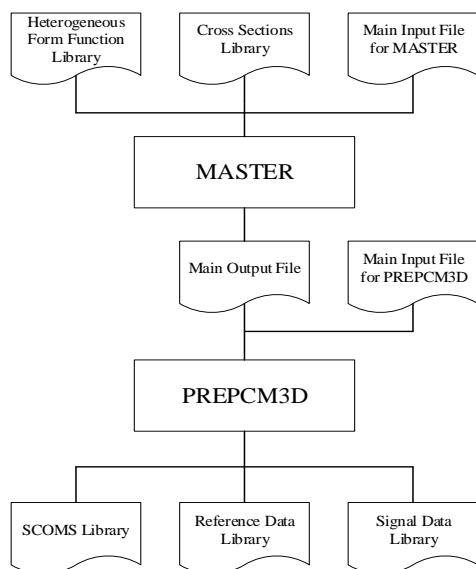 Heterogeneous
Form Function
Library
Cross Sections
Library
Main Input File
for MASTER
MASTER
Main Output File
Main Input File
for PREPCM3D
PREPCM3D
SCOMS Library
Reference Data
Library
Signal Data
Library